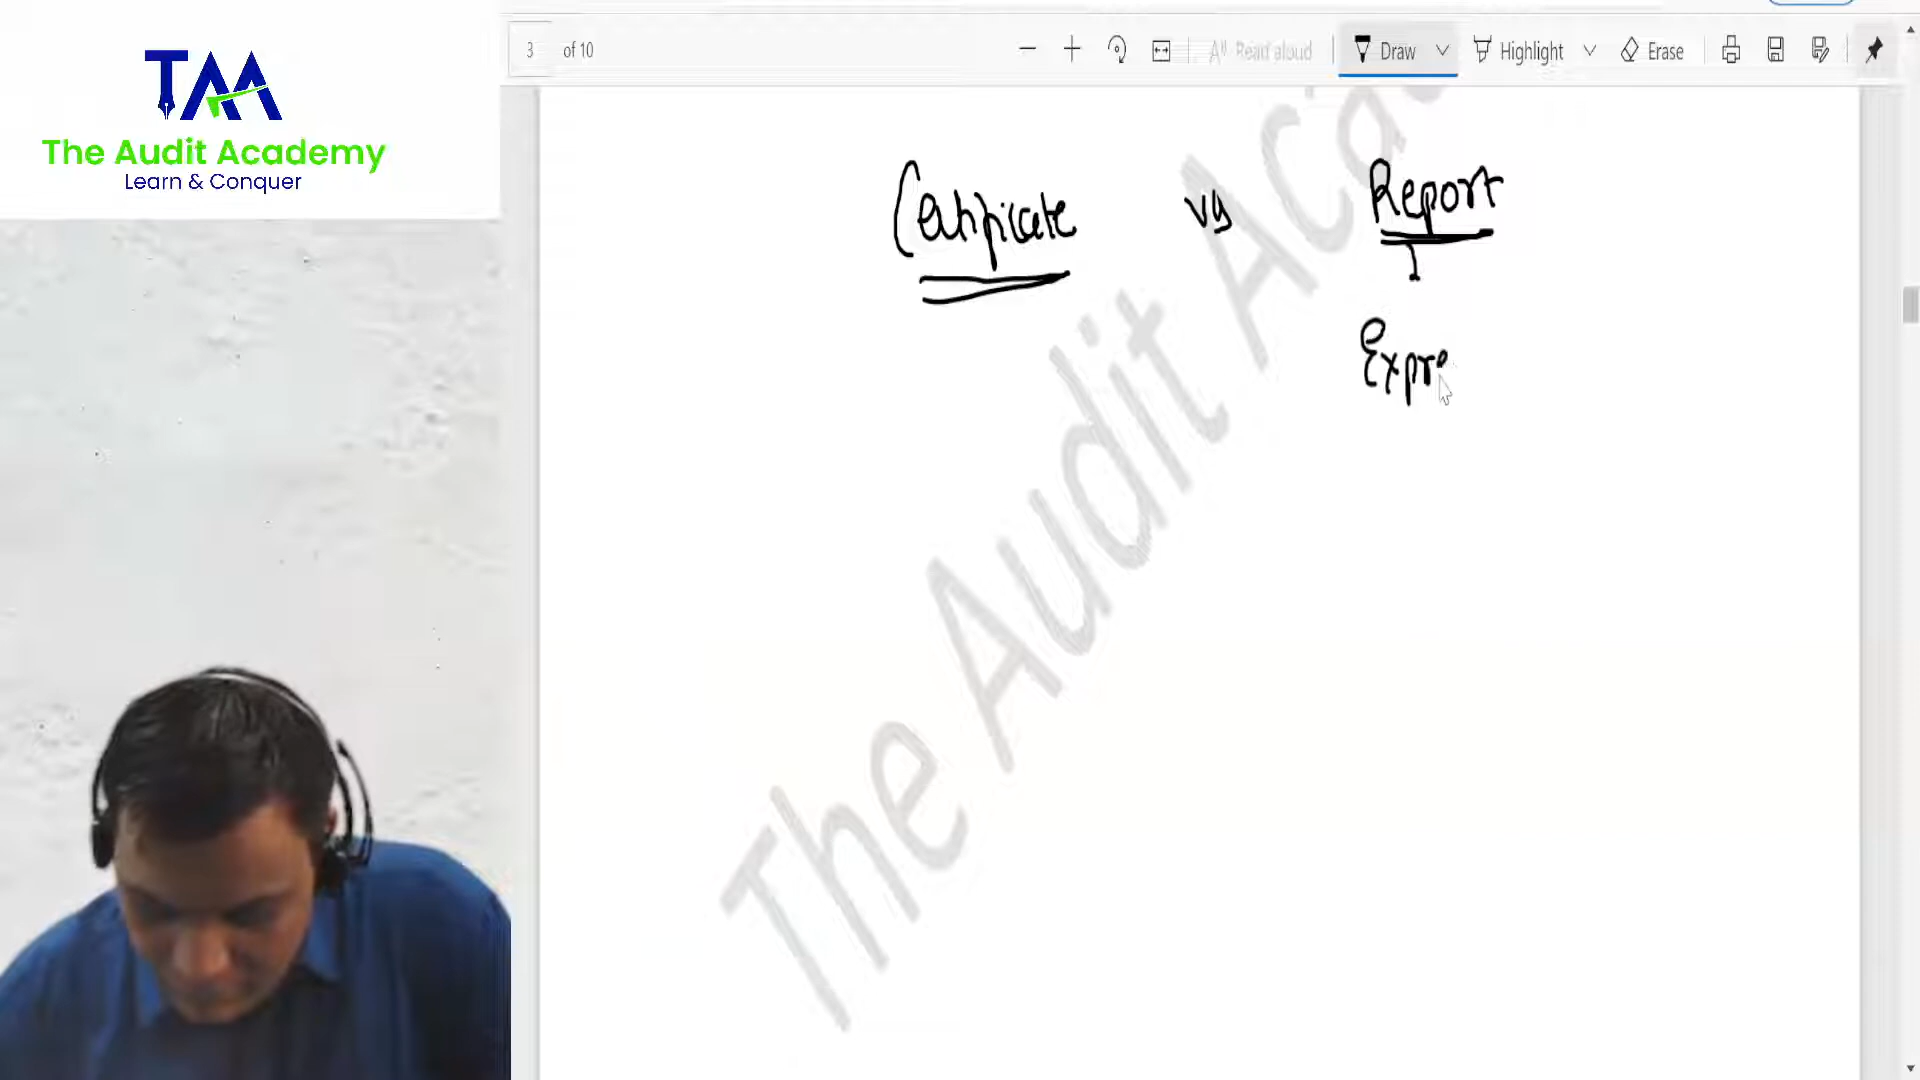 TAA
The Audit Academy
Learn & Conquer
3 of 10
Read aloud
Draw
Highlight
Erase
Certificate vs Report
Expre
The Audit Aca